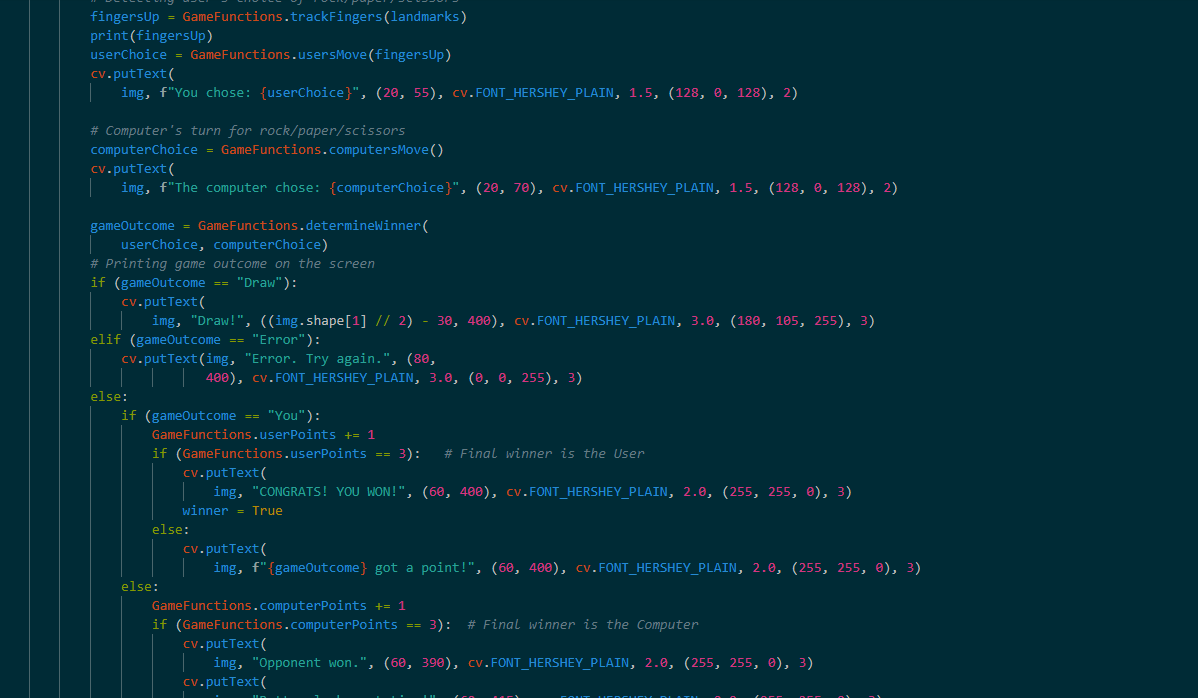 # Detecting user's choice of rock/paper/scissors
fingersUp = GameFunctions.trackFingers(landmarks)
print(fingersUp)
userChoice = GameFunctions.usersMove(fingersUp)
cv.putText(
    img, f"You chose: {userChoice}", (20, 55), cv.FONT_HERSHEY_PLAIN, 1.5, (128, 0, 128), 2)

# Computer's turn for rock/paper/scissors
computerChoice = GameFunctions.computersMove()
cv.putText(
    img, f"The computer chose: {computerChoice}", (20, 70), cv.FONT_HERSHEY_PLAIN, 1.5, (128, 0, 128), 2)

gameOutcome = GameFunctions.determineWinner(
    userChoice, computerChoice)
# Printing game outcome on the screen
if (gameOutcome == "Draw"):
    cv.putText(
        img, "Draw!", ((img.shape[1] // 2) - 30, 400), cv.FONT_HERSHEY_PLAIN, 3.0, (180, 105, 255), 3)
elif (gameOutcome == "Error"):
    cv.putText(img, "Error. Try again.", (80,
               400), cv.FONT_HERSHEY_PLAIN, 3.0, (0, 0, 255), 3)
else:
    if (gameOutcome == "You"):
        GameFunctions.userPoints += 1
        if (GameFunctions.userPoints == 3):   # Final winner is the User
            cv.putText(
                img, "CONGRATS! YOU WON!", (60, 400), cv.FONT_HERSHEY_PLAIN, 2.0, (255, 255, 0), 3)
            winner = True
        else:
            cv.putText(
                img, f"{gameOutcome} got a point!", (60, 400), cv.FONT_HERSHEY_PLAIN, 2.0, (255, 255, 0), 3)
    else:
        GameFunctions.computerPoints += 1
        if (GameFunctions.computerPoints == 3):  # Final winner is the Computer
            cv.putText(
                img, "Opponent won.", (60, 390), cv.FONT_HERSHEY_PLAIN, 2.0, (255, 255, 0), 3)
            cv.putText(